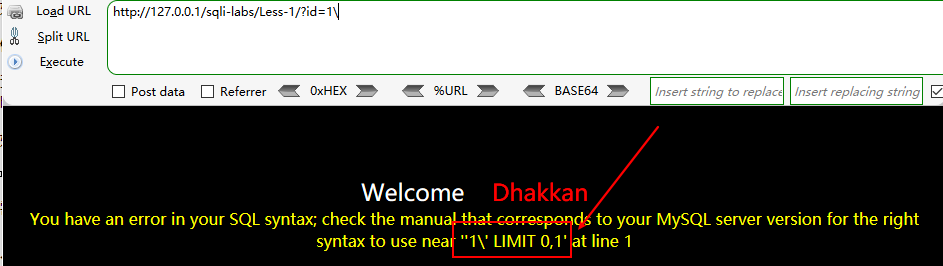 Load URL http://127.0.0.1/sqli-labs/Less-1/?id=1\
Split URL
Execute
Post data Referrer 0xHEX %URL BASE64 Insert string to replace Insert replacing string
Welcome Dhakkan
You have an error in your SQL syntax; check the manual that corresponds to your MySQL server version for the right
syntax to use near ''1\' LIMIT 0,1' at line 1